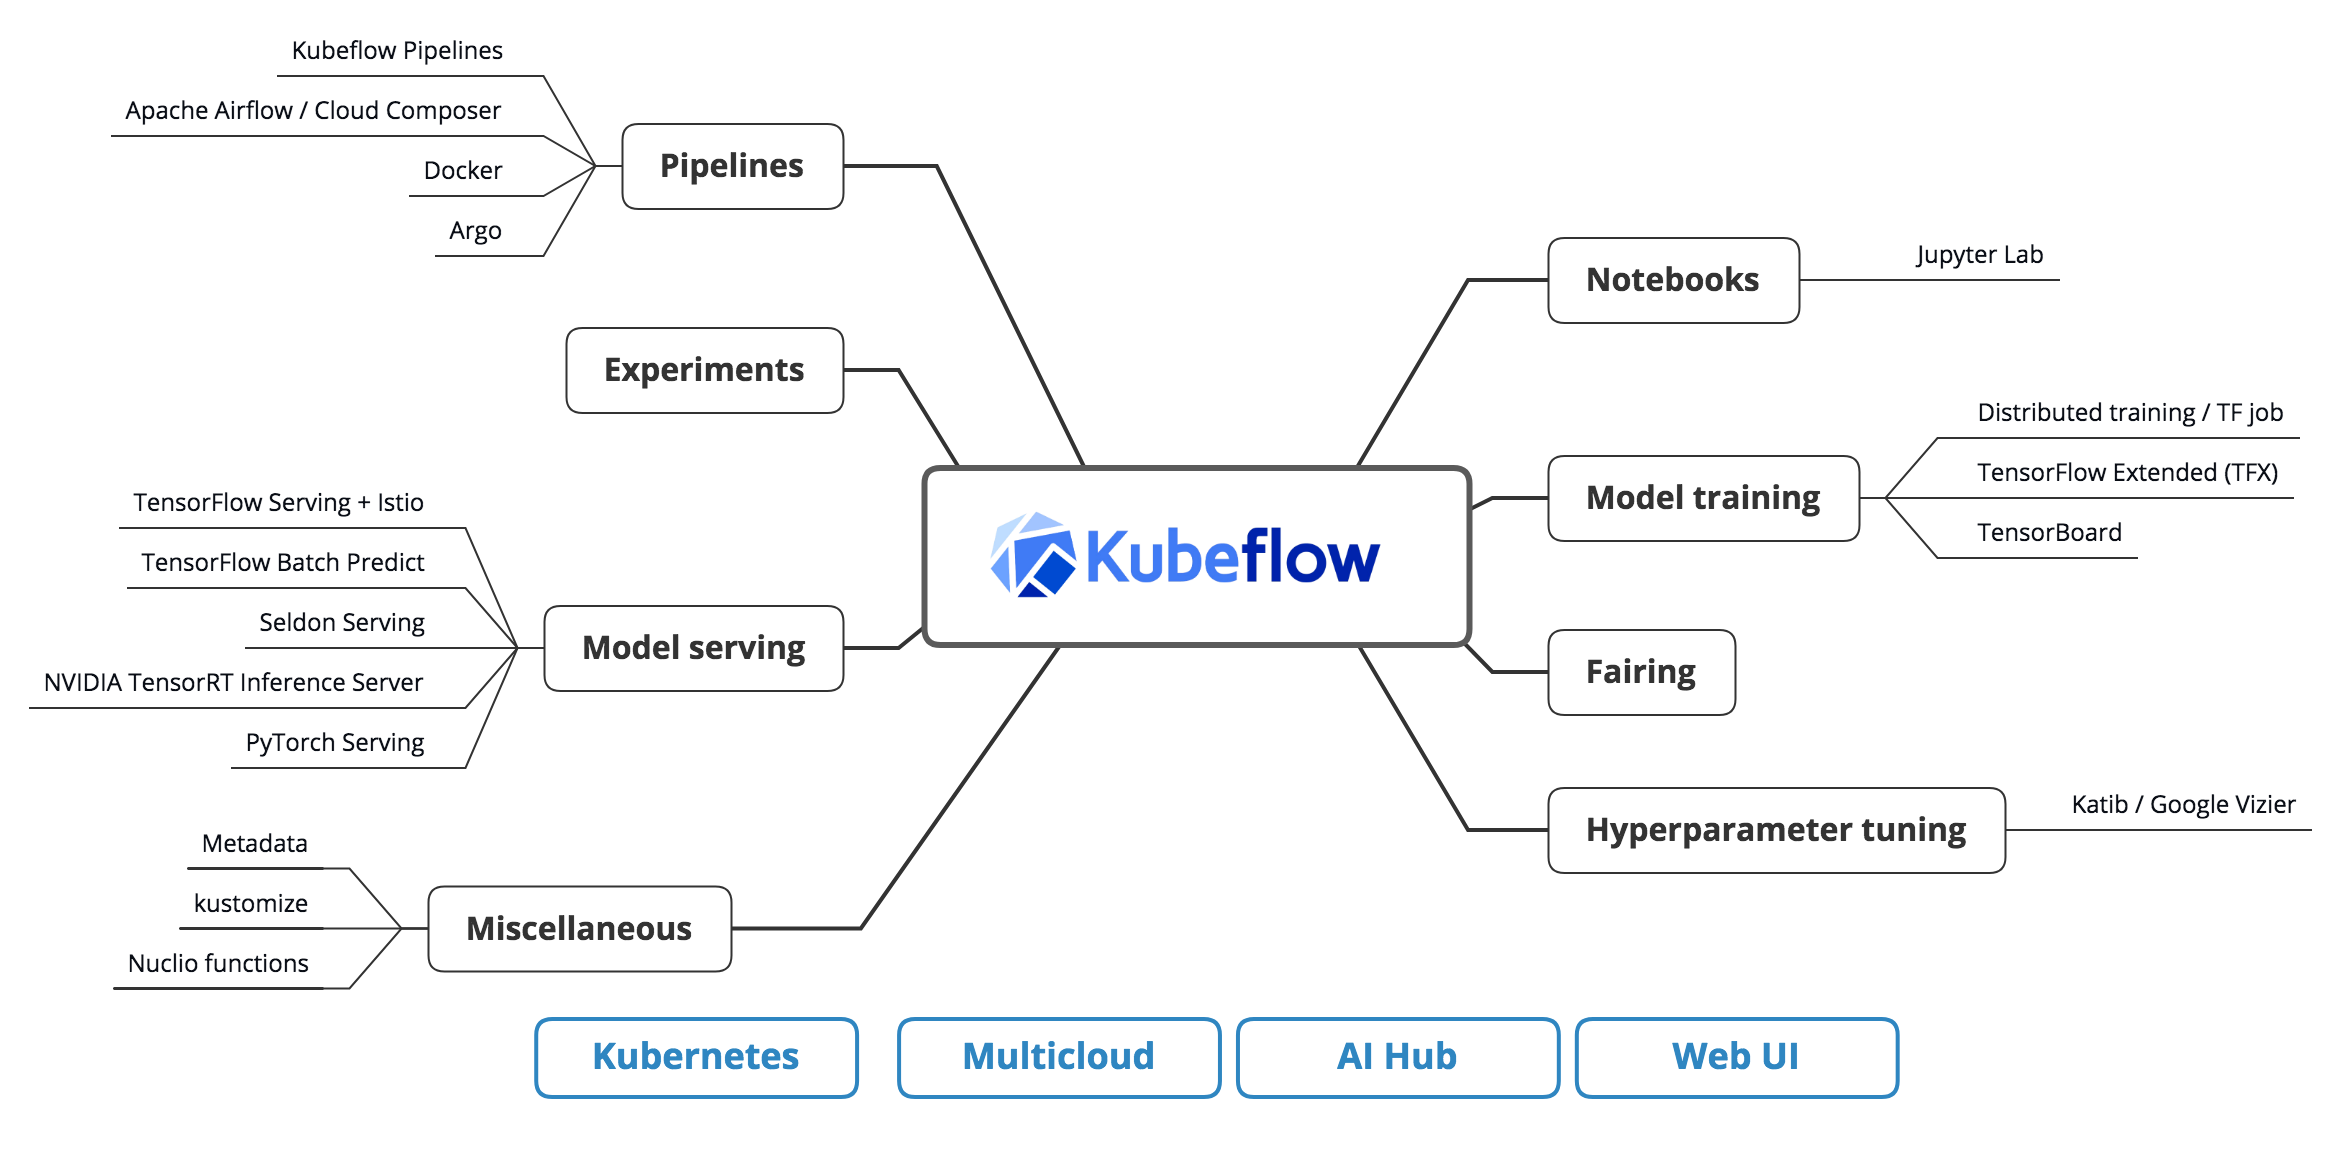 Kubeflow Pipelines
Apache Airflow / Cloud Composer
Docker
Argo
Pipelines
Experiments
TensorFlow Serving + Istio
TensorFlow Batch Predict
Seldon Serving
NVIDIA TensorRT Inference Server
PyTorch Serving
Model serving
Metadata
kustomize
Nuclio functions
Miscellaneous
Kubeflow
Notebooks
Jupyter Lab
Model training
Distributed training / TF job
TensorFlow Extended (TFX)
TensorBoard
Fairing
Hyperparameter tuning
Katib / Google Vizier
Kubernetes
Multicloud
AI Hub
Web UI